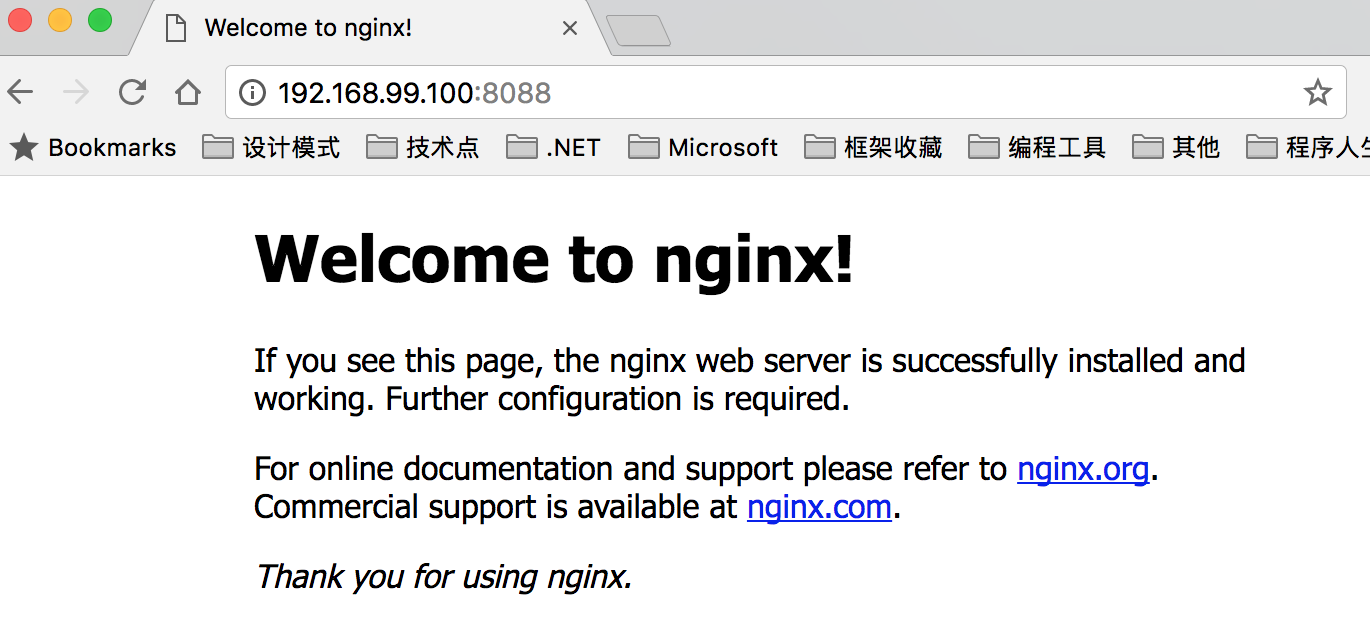 Welcome to nginx!
192.168.99.100:8088
Bookmarks 设计模式 技术点 .NET Microsoft 框架收藏 编程工具 其他 程序人生
Welcome to nginx!
If you see this page, the nginx web server is successfully installed and
working. Further configuration is required.
For online documentation and support please refer to nginx.org.
Commercial support is available at nginx.com.
Thank you for using nginx.